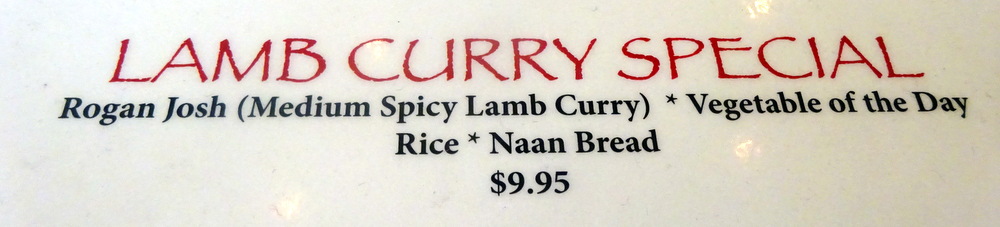 LAMB CURRY SPECIAL
Rogan Josh (Medium Spicy Lamb Curry) * Vegetable of the Day
Rice * Naan Bread
$9.95